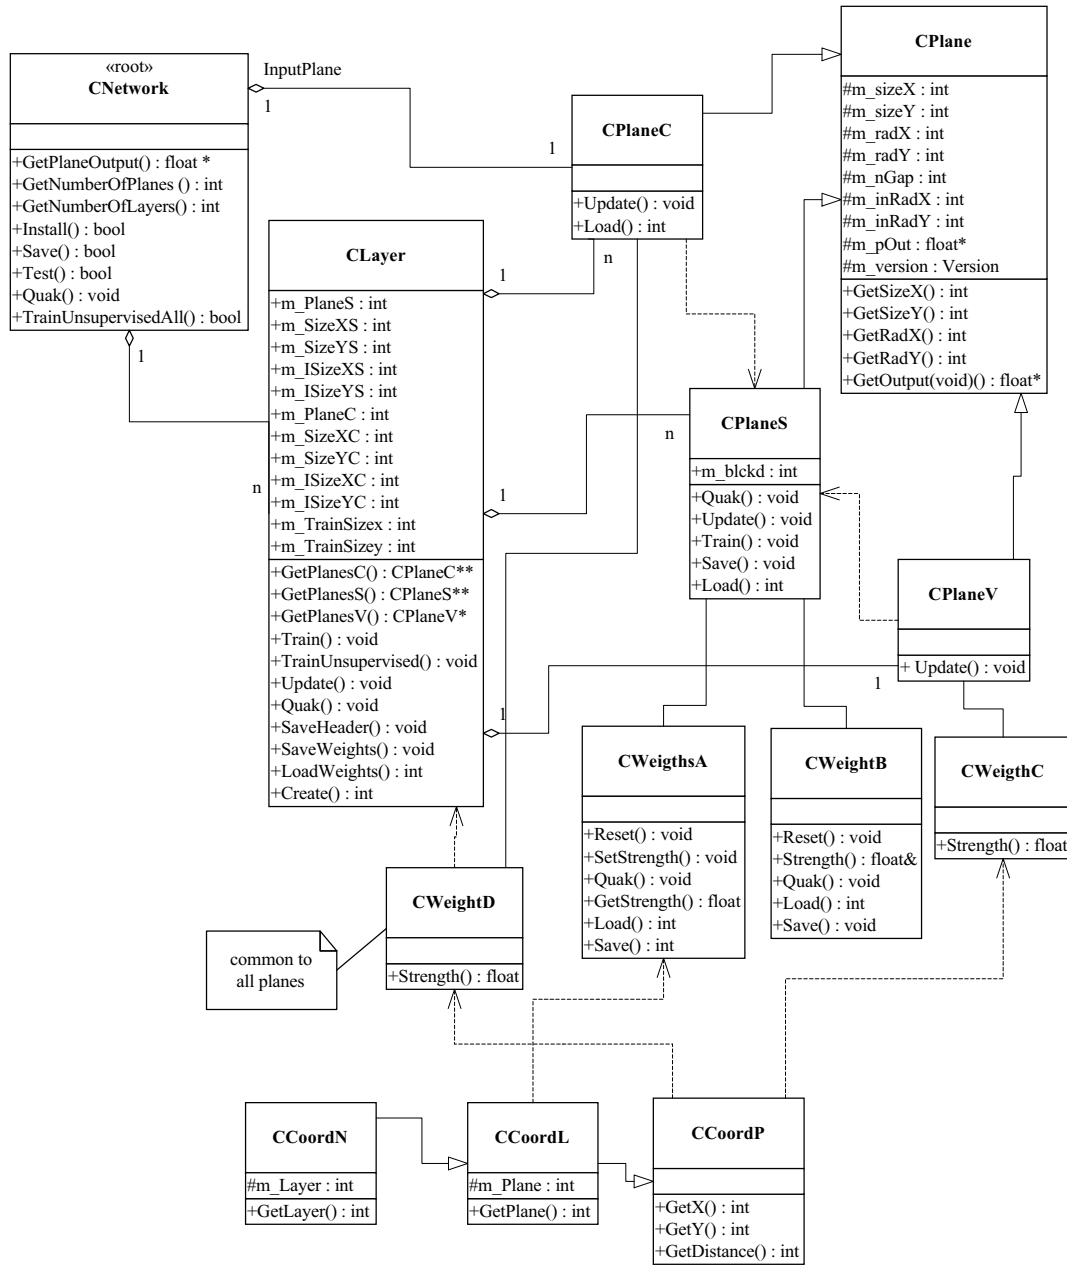 «root»
CNetwork
+GetPlaneOutput() : float *
+GetNumberOfPlanes () : int
+GetNumberOfLayers() : int
+Install() : bool
+Save() : bool
+Test() : bool
+Quak() : void
+TrainUnsupervisedAll() : bool
InputPlane
1
1
CPlaneC
+Update() : void
+Load() : int
n
CPlane
#m_sizeX : int
#m_sizeY : int
#m_radX : int
#m_radY : int
#m_nGap : int
#m_inRadX : int
#m_inRadY : int
#m_pOut : float*
#m_version : Version
+GetSizeX() : int
+GetSizeY() : int
+GetRadX() : int
+GetRadY() : int
+GetOutput(void)() : float*
1
n
CLayer
+m_PlaneS : int
+m_SizeXS : int
+m_SizeYS : int
+m_ISizeXS : int
+m_ISizeYS : int
+m_PlaneC : int
+m_SizeXC : int
+m_SizeYC : int
+m_ISizeXC : int
+m_ISizeYC : int
+m_TrainSizex : int
+m_TrainSizey : int
+GetPlanesC() : CPlaneC**
+GetPlanesS() : CPlaneS**
+GetPlanesV() : CPlaneV*
+Train() : void
+TrainUnsupervised() : void
+Update() : void
+Quak() : void
+SaveHeader() : void
+SaveWeights() : void
+LoadWeights() : int
+Create() : int
1
1
1
n
CPlaneS
+m_blckd : int
+Quak() : void
+Update() : void
+Train() : void
+Save() : void
+Load() : int
CPlaneV
+ Update() : void
1
CWeigthsA
+Reset() : void
+SetStrength() : void
+Quak() : void
+GetStrength() : float
+Load() : int
+Save() : int
CWeightB
+Reset() : void
+Strength() : float&
+Quak() : void
+Load() : int
+Save() : void
CWeigthC
+Strength() : float
CWeightD
+Strength() : float
common to
all planes
CCoordN
#m_Layer : int
+GetLayer() : int
CCoordL
#m_Plane : int
+GetPlane() : int
CCoordP
+GetX() : int
+GetY() : int
+GetDistance() : int